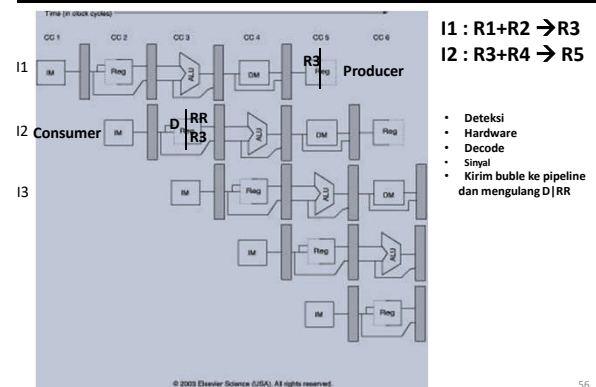 Time (in clock cycles)
CC 1 CC 2 CC 3 CC 4 CC 5 CC 6
I1 IM Reg ALU DM R3 Reg Producer
I2 Consumer IM D Reg RR R3 ALU DM Reg
I3 IM Reg ALU DM
IM Reg ALU
IM Reg
© 2003 Elsevier Science (USA). All rights reserved.
I1 : R1+R2 →R3
I2 : R3+R4 → R5
• Deteksi
• Hardware
• Decode
• Sinyal
• Kirim buble ke pipeline
dan mengulang D|RR
56